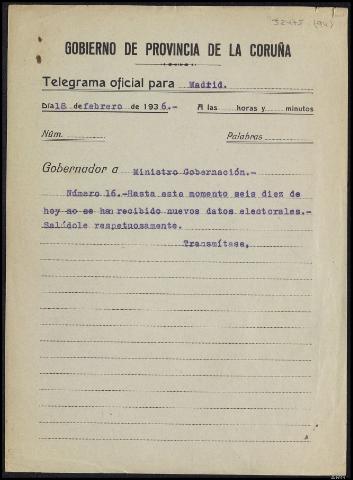 32475 (94)
GOBIERNO DE PROVINCIA DE LA CORUÑA
Telegrama oficial para Madrid.
Día 18 de febrero de 1936.- A las horas y minutos
Núm. Palabras
Gobernador a Ministro Gobernación.-
Número 16.-Hasta este momento seis diez de
hoy no se han recibido nuevos datos electorales.-
Salúdole respetuosamente.
Transmítase,